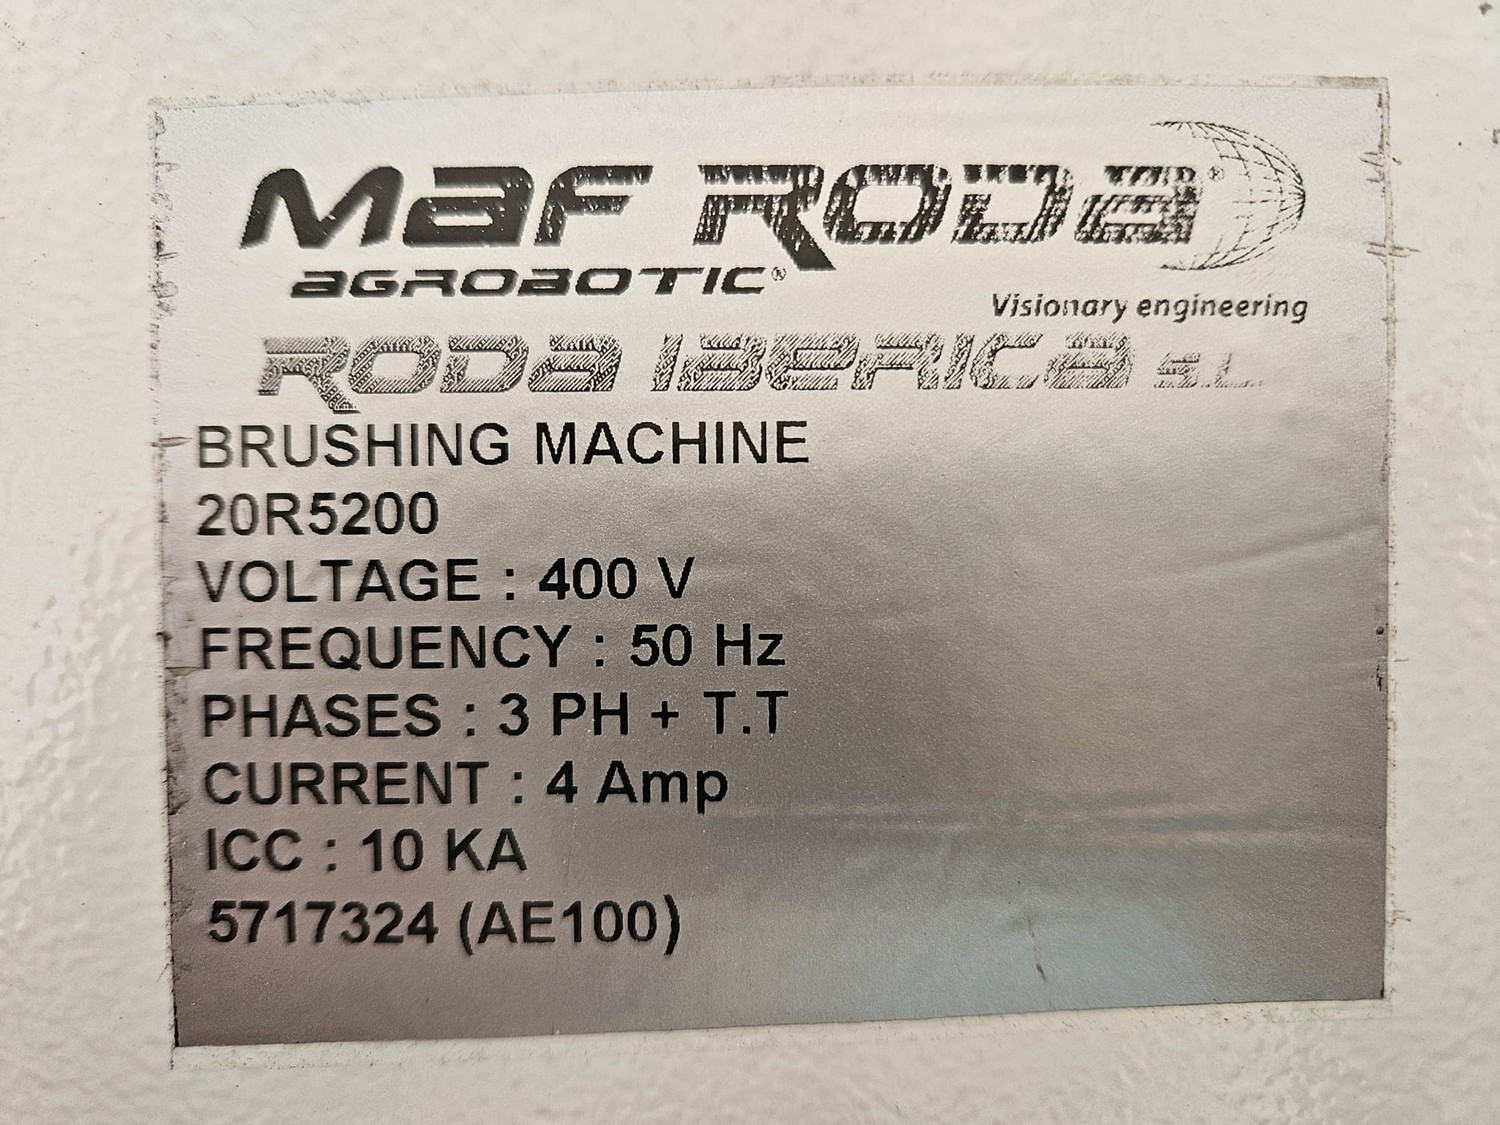 MAF RODA®
AGROBOTIC®
Visionary engineering
RODA IBERICA S.L.
BRUSHING MACHINE
20R5200
VOLTAGE : 400 V
FREQUENCY : 50 Hz
PHASES : 3 PH + T.T
CURRENT : 4 Amp
ICC : 10 KA
5717324 (AE100)